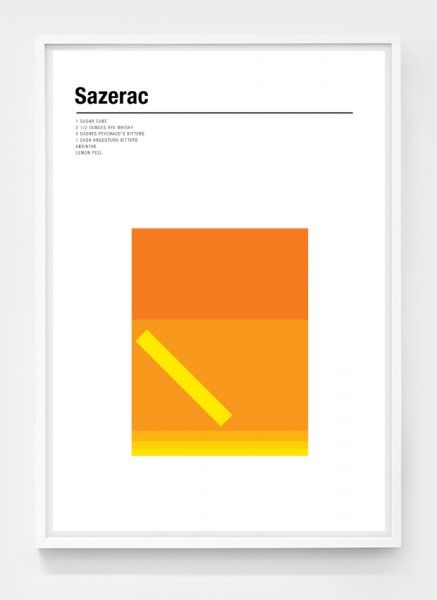 Sazerac
1 SUGAR CUBE
2 1/2 OUNCES RYE WHISKY
2 DASHES PEYCHAUD'S BITTERS
1 DASH ANGOSTURA BITTERS
ABSINTHE
LEMON PEEL